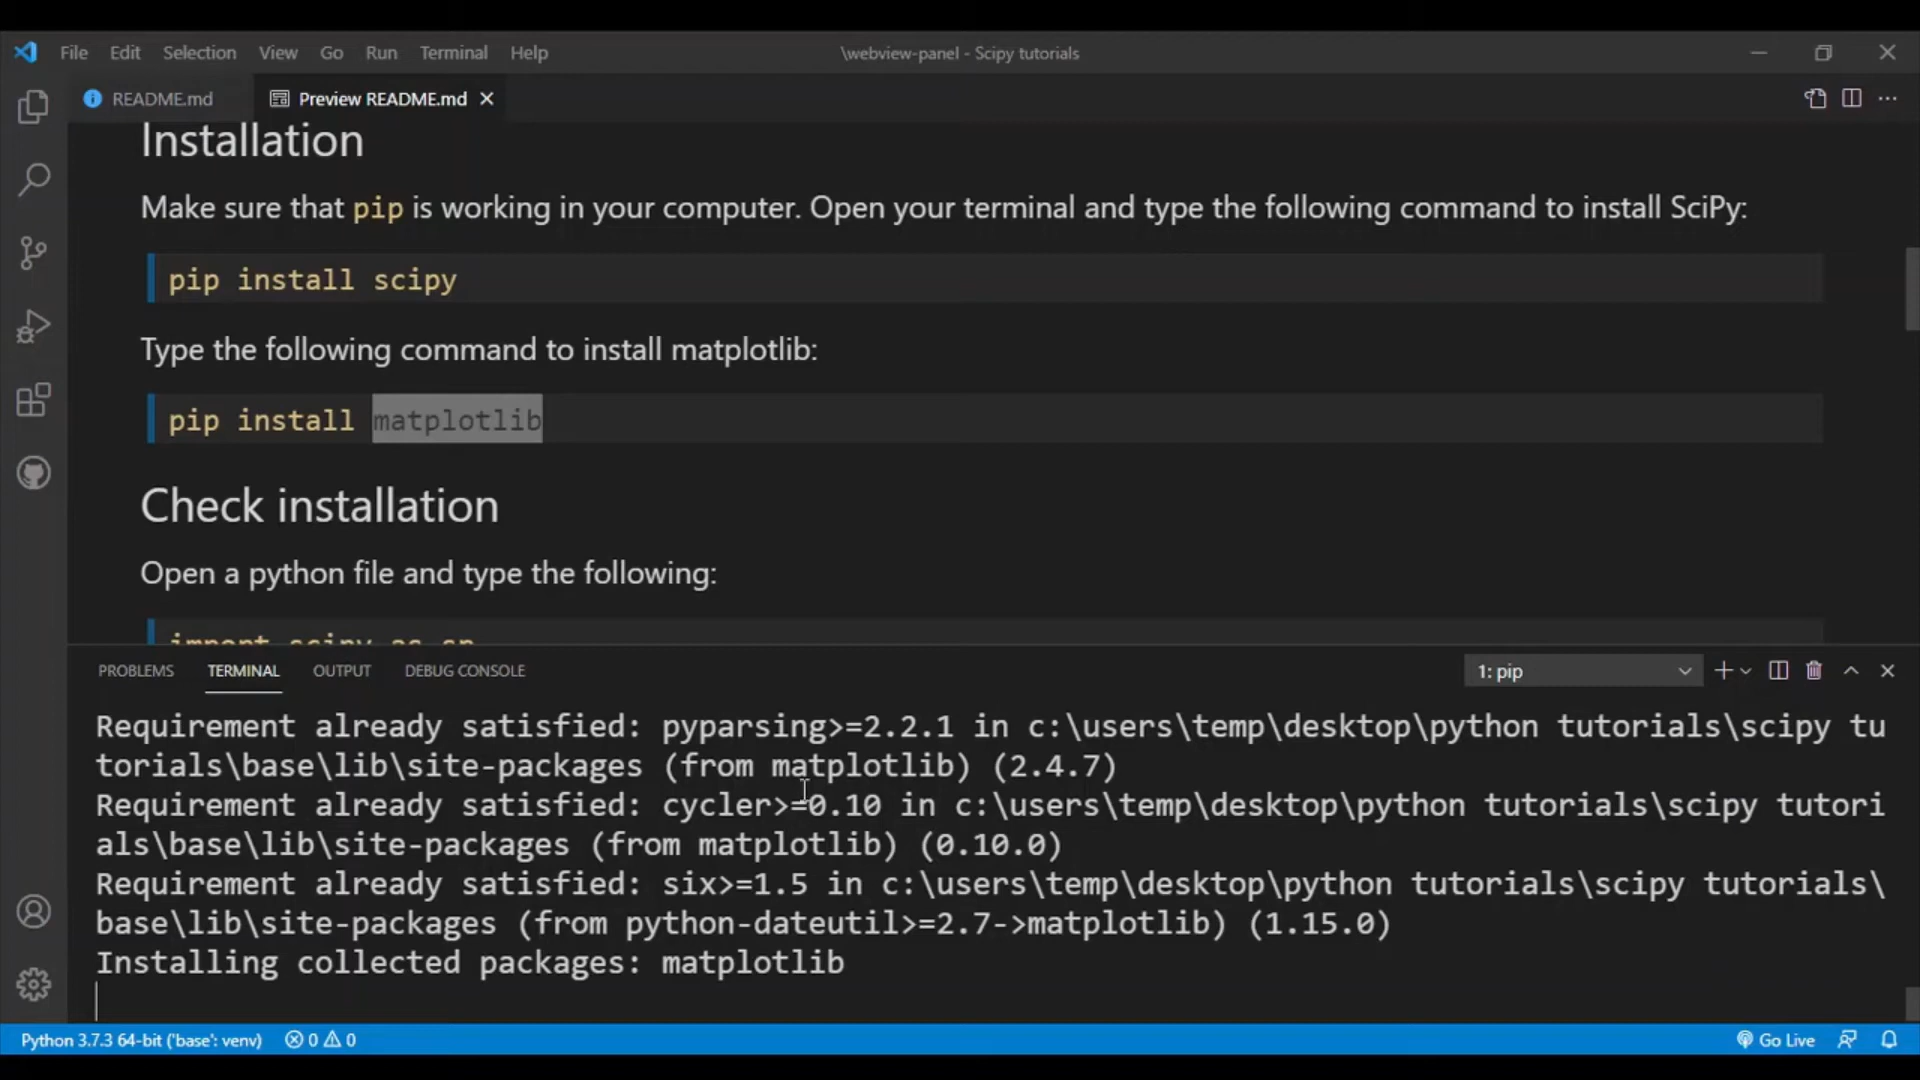 File Edit Selection View Go Run Terminal Help \webview-panel - Scipy tutorials
README.md Preview README.md
Installation
Make sure that pip is working in your computer. Open your terminal and type the following command to install SciPy:
pip install scipy
Type the following command to install matplotlib:
pip install matplotlib
Check installation
Open a python file and type the following:
import scipy as sp
PROBLEMS TERMINAL OUTPUT DEBUG CONSOLE 1: pip
Requirement already satisfied: pyparsing>=2.2.1 in c:\users\temp\desktop\python tutorials\scipy tu
torials\base\lib\site-packages (from matplotlib) (2.4.7)
Requirement already satisfied: cycler>=0.10 in c:\users\temp\desktop\python tutorials\scipy tutori
als\base\lib\site-packages (from matplotlib) (0.10.0)
Requirement already satisfied: six>=1.5 in c:\users\temp\desktop\python tutorials\scipy tutorials\
base\lib\site-packages (from python-dateutil>=2.7->matplotlib) (1.15.0)
Installing collected packages: matplotlib
Python 3.7.3 64-bit ('base': venv) 0 0 Go Live